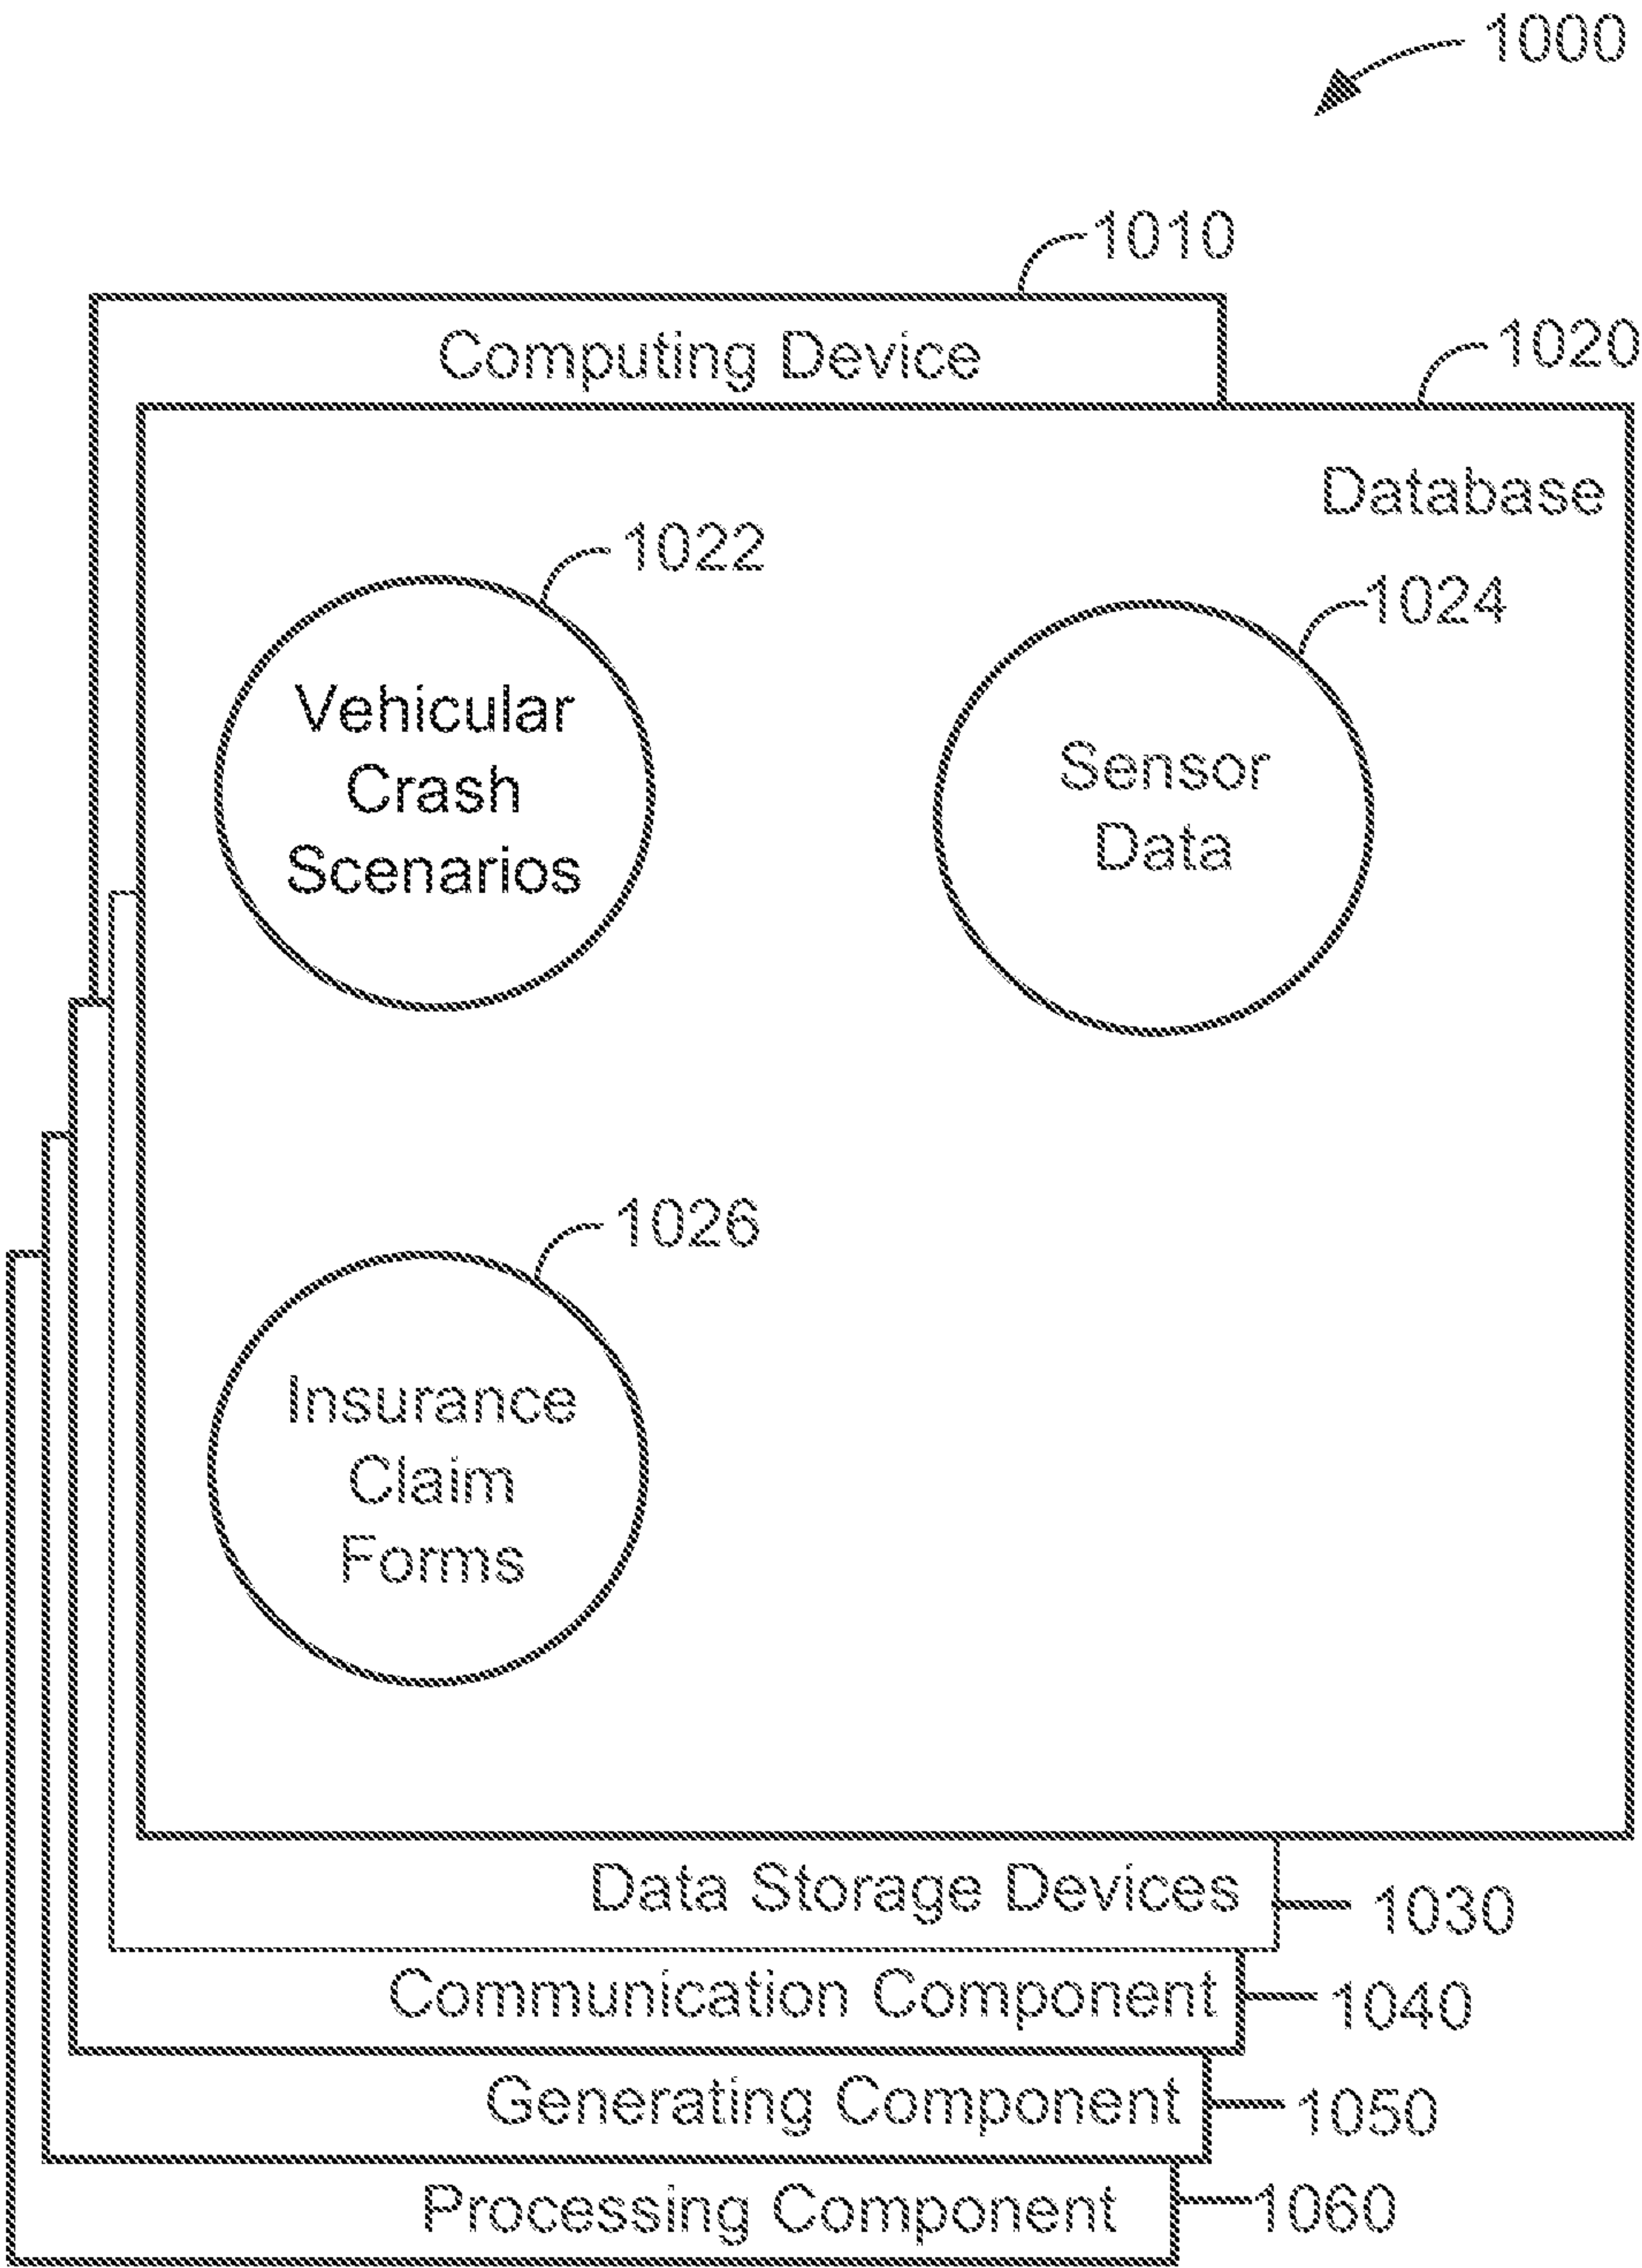 1000
1010
Computing Device
1020
Database
1022
1024
Vehicular
Crash
Scenarios
Sensor
Data
1026
Insurance
Claim
Forms
Data Storage Devices
1030
Communication Component
1040
Generating Component
1050
Processing Component
1060